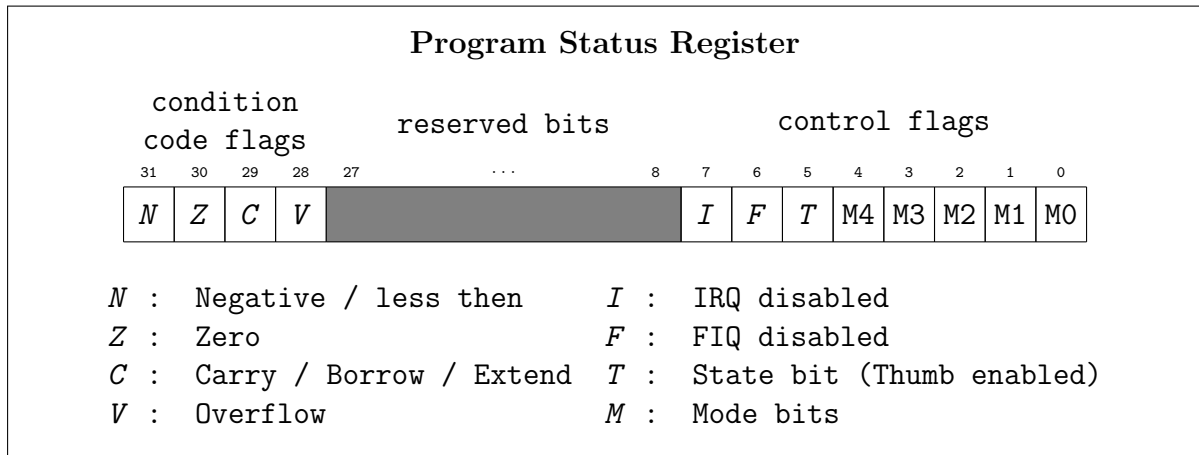 Program Status Register
condition
code flags
reserved bits
control flags
31 30 29 28 27 ... 8 7 6 5 4 3 2 1 0
N Z C V I F T M4 M3 M2 M1 M0
N : Negative / less then I : IRQ disabled
Z : Zero F : FIQ disabled
C : Carry / Borrow / Extend T : State bit (Thumb enabled)
V : Overflow M : Mode bits